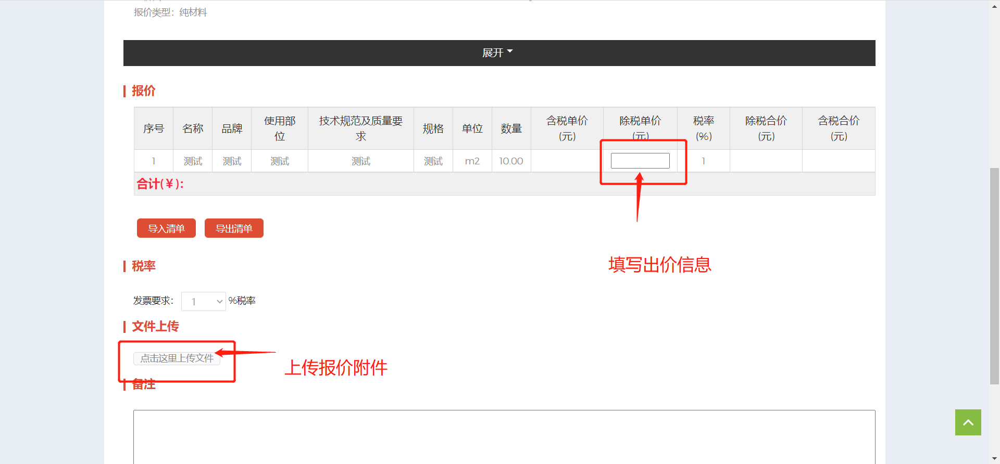 报价类型：纯材料
展开
报价
序号 名称 品牌 使用部位 技术规范及质量要求 规格 单位 数量 含税单价(元) 除税单价(元) 税率(%) 除税合价(元) 含税合价(元)
1 测试 测试 测试 测试 测试 m2 10.00 1
合计(¥):
导入清单 导出清单
填写出价信息
税率
发票要求： 1 %税率
文件上传
点击这里上传文件
上传报价附件
备注